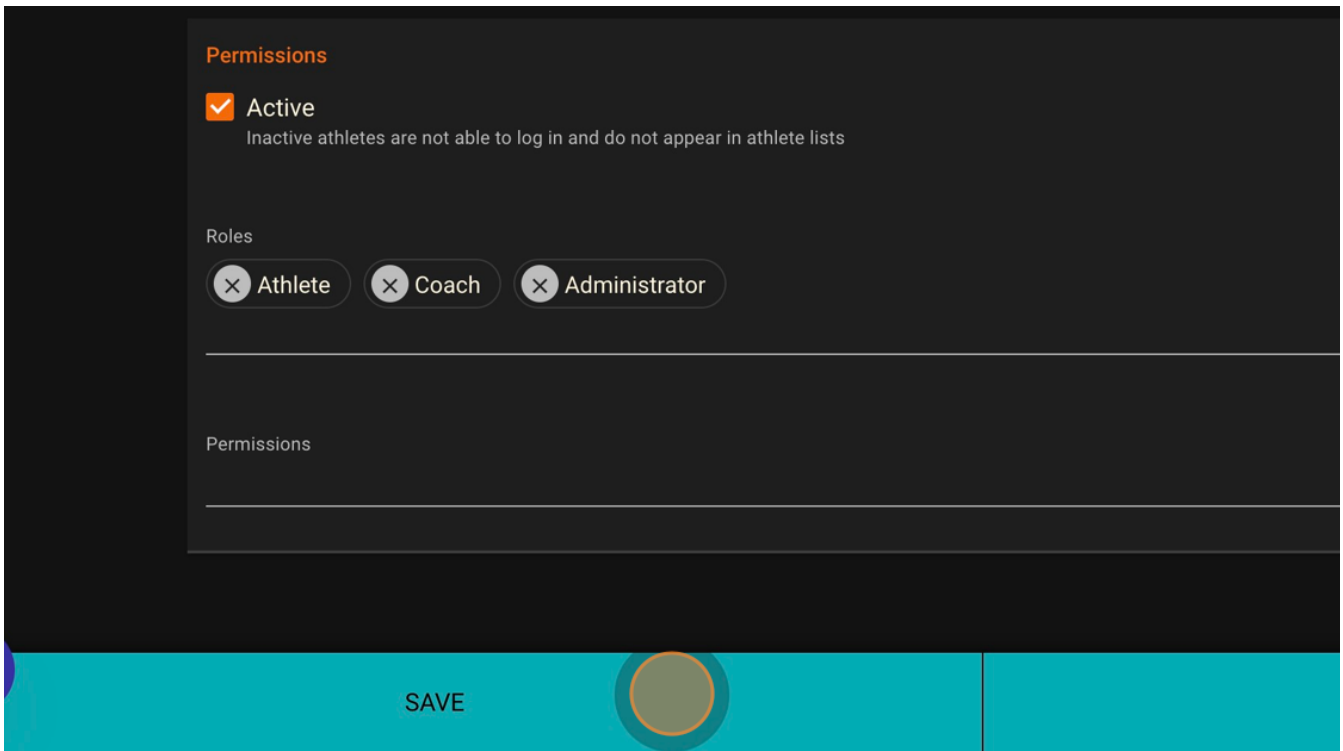 Permissions
Active
Inactive athletes are not able to log in and do not appear in athlete lists
Roles
Athlete Coach Administrator
Permissions
SAVE